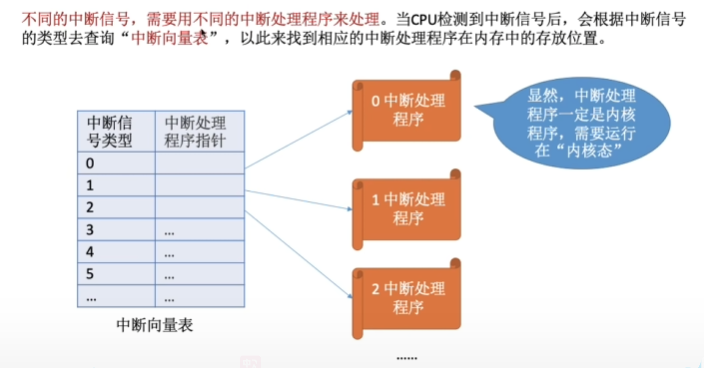 不同的中断信号，需要用不同的中断处理程序来处理。当CPU检测到中断信号后，会根据中断信号
的类型去查询“中断向量表”，以此来找到相应的中断处理程序在内存中的存放位置。
中断信
号类型
中断处理
程序指针
0
1
2
3 ...
4 ...
5 ...
... ...
中断向量表
0 中断处理
程序
1 中断处理
程序
2 中断处理
程序
......
显然，中断处理
程序一定是内核
程序，需要运行
在“内核态”